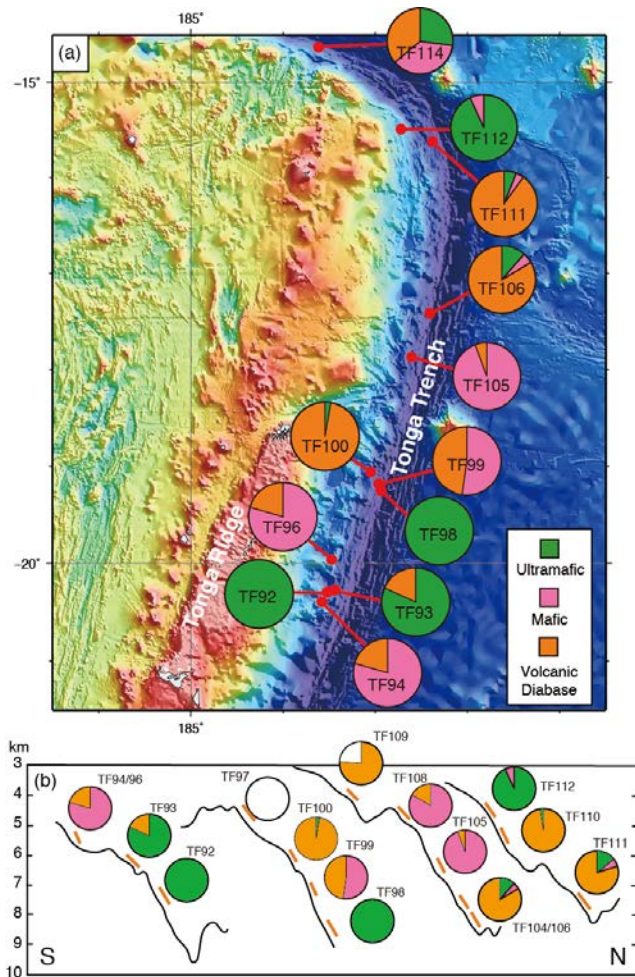 185˚
185˚
(a)
TF114
−15˚
TF112
TF111
TF106
TF105
Tonga Trench
TF100
TF99
TF96
TF98
Tonga Ridge
−20˚
TF92
TF93
TF94
Ultramafic
Mafic
Volcanic
Diabase
185˚
km
(b)
3
4
5
6
7
8
9
10
TF94/96
TF93
TF92
TF97
TF100
TF99
TF98
TF109
TF108
TF105
TF104/106
TF112
TF110
TF111
S
N